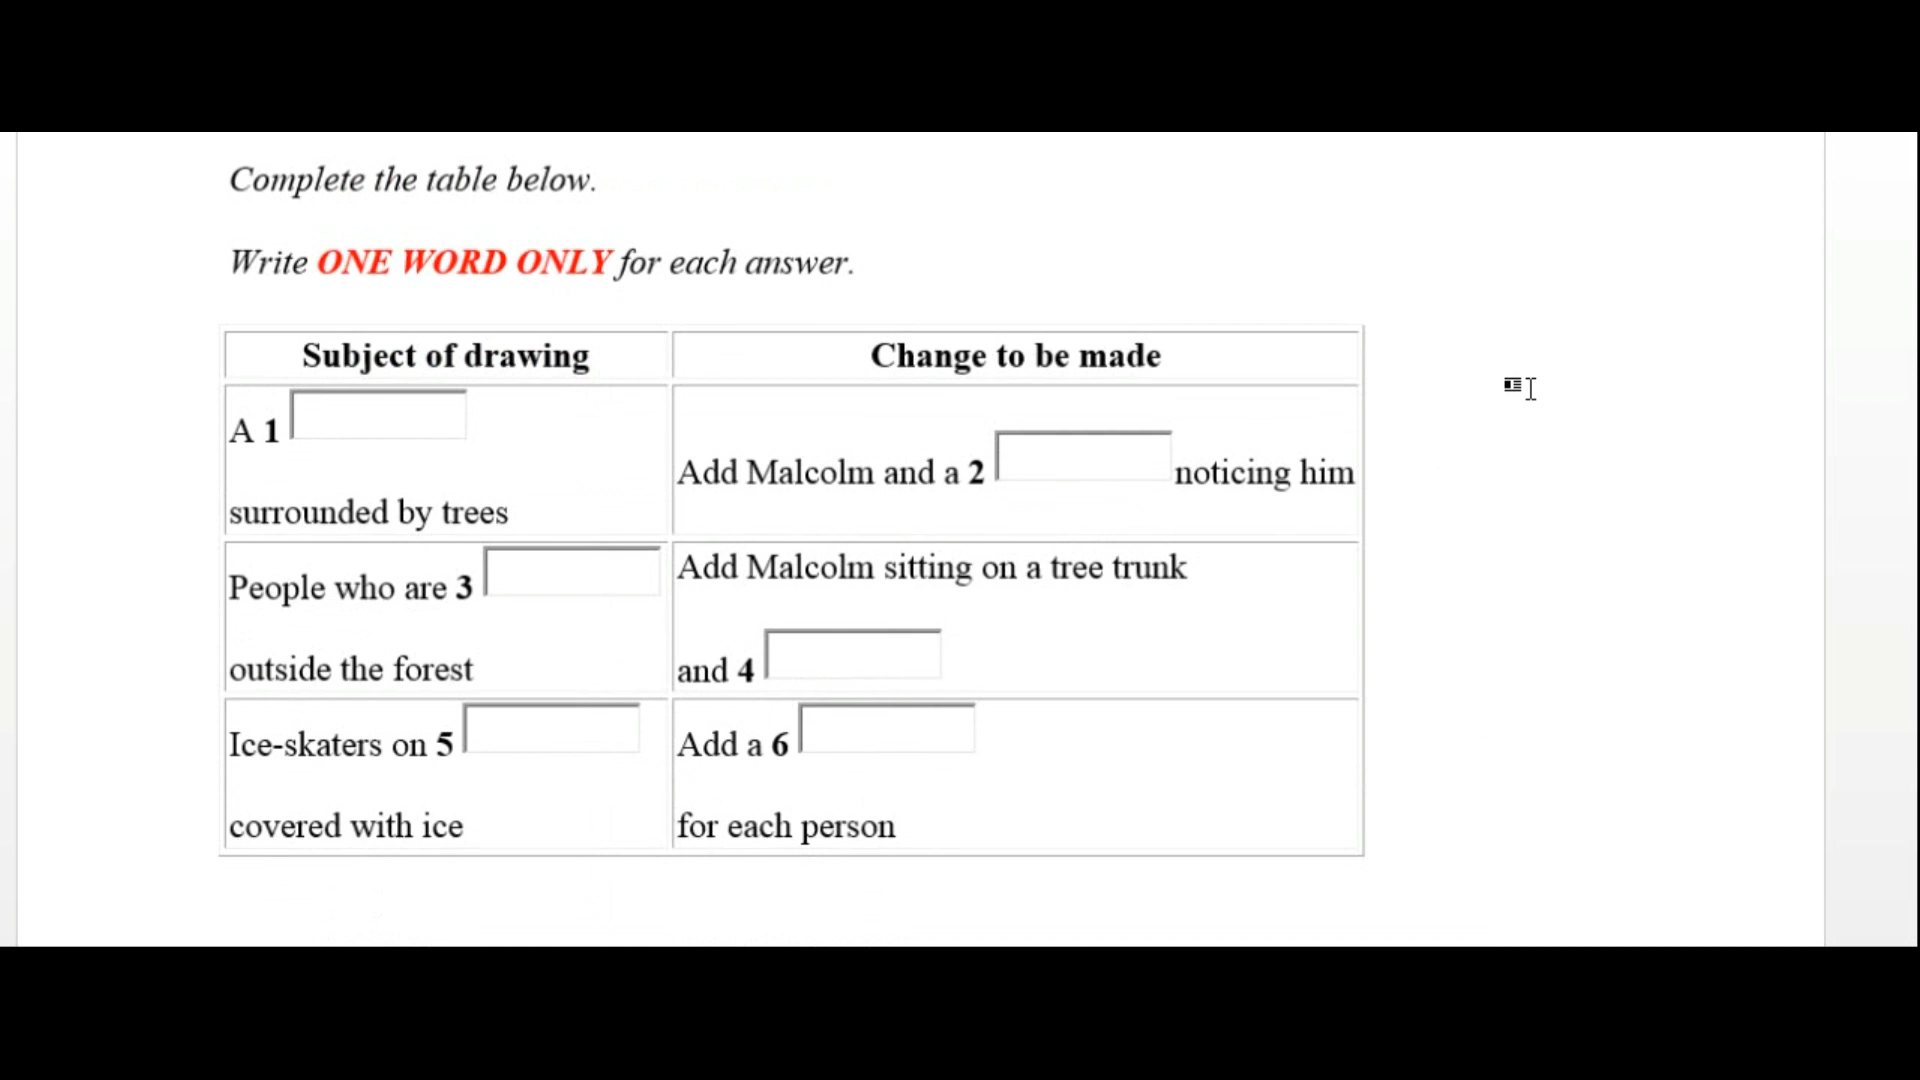 Complete the table below.
Write ONE WORD ONLY for each answer.
Subject of drawing
Change to be made
A 1
surrounded by trees
Add Malcolm and a 2 noticing him
People who are 3
outside the forest
Add Malcolm sitting on a tree trunk
and 4
Ice-skaters on 5
covered with ice
Add a 6
for each person